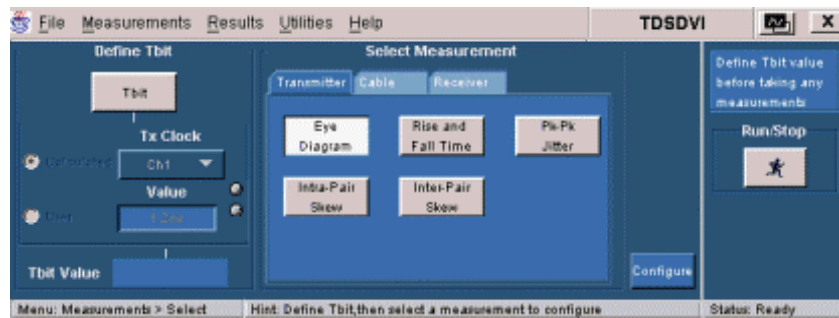 File Measurements Results Utilities Help TDSDVI X
Define Tbit
Tbit
Tx Clock
Calculated Ch1
Value
User
Tbit Value
Select Measurement
Transmitter Cable Receiver
Eye Diagram
Rise and Fall Time
Pk-Pk Jitter
Intra-Pair Skew
Inter-Pair Skew
Configure
Define Tbit value
before taking any
measurements
Run/Stop
Menu: Measurements > Select
Hint: Define Tbit,then select a measurement to configure
Status: Ready